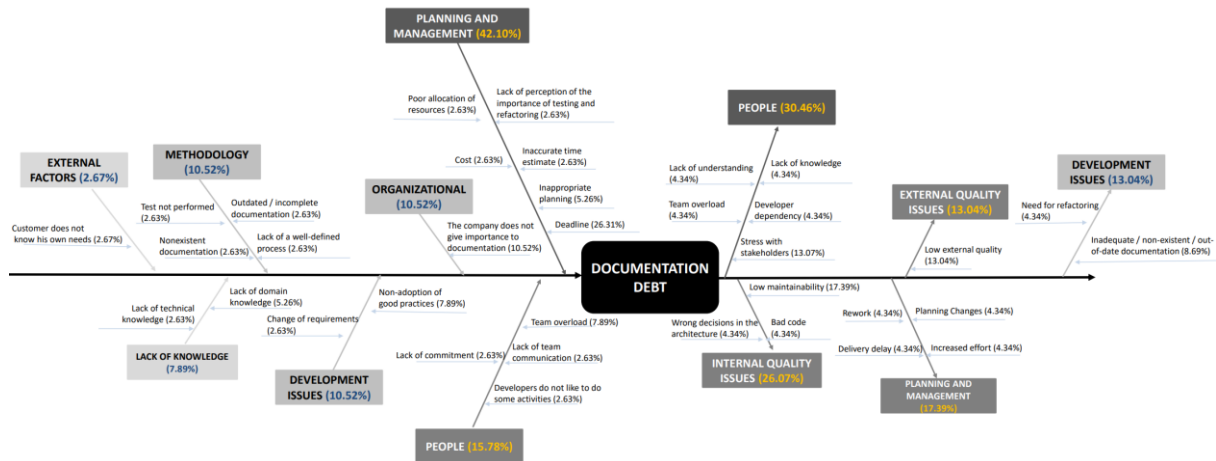 PLANNING AND
MANAGEMENT (42.10%)
Poor allocation of
resources (2.63%)
Lack of perception of the
importance of testing and
refactoring (2.63%)
Cost (2.63%)
Inaccurate time
estimate (2.63%)
Inappropriate
planning (5.26%)
Deadline (26.31%)
EXTERNAL
FACTORS (2.67%)
Customer does not
know his own needs (2.67%)
METHODOLOGY
(10.52%)
Test not performed
(2.63%)
Outdated / incomplete
documentation (2.63%)
Nonexistent
documentation (2.63%)
Lack of a well-defined
process (2.63%)
ORGANIZATIONAL
(10.52%)
The company does not
give importance to
documentation (10.52%)
Lack of domain
knowledge (5.26%)
Lack of technical
knowledge (2.63%)
LACK OF KNOWLEDGE
(7.89%)
Non-adoption of
good practices (7.89%)
Change of requirements
(2.63%)
DEVELOPMENT
ISSUES (10.52%)
Team overload (7.89%)
Lack of commitment (2.63%)
Lack of team
communication (2.63%)
Developers do not like to do
some activities (2.63%)
PEOPLE (15.78%)
DOCUMENTATION
DEBT
PEOPLE (30.46%)
Lack of understanding
(4.34%)
Lack of knowledge
(4.34%)
Team overload
(4.34%)
Developer
dependency (4.34%)
Stress with
stakeholders (13.07%)
EXTERNAL QUALITY
ISSUES (13.04%)
Low external quality
(13.04%)
DEVELOPMENT
ISSUES (13.04%)
Need for refactoring
(4.34%)
Inadequate / non-existent / out-
of-date documentation (8.69%)
Low maintainability (17.39%)
Wrong decisions in the
architecture (4.34%)
Bad code
(4.34%)
INTERNAL QUALITY
ISSUES (26.07%)
Rework (4.34%)
Planning Changes (4.34%)
Delivery delay (4.34%)
Increased effort (4.34%)
PLANNING AND
MANAGEMENT
(17.39%)